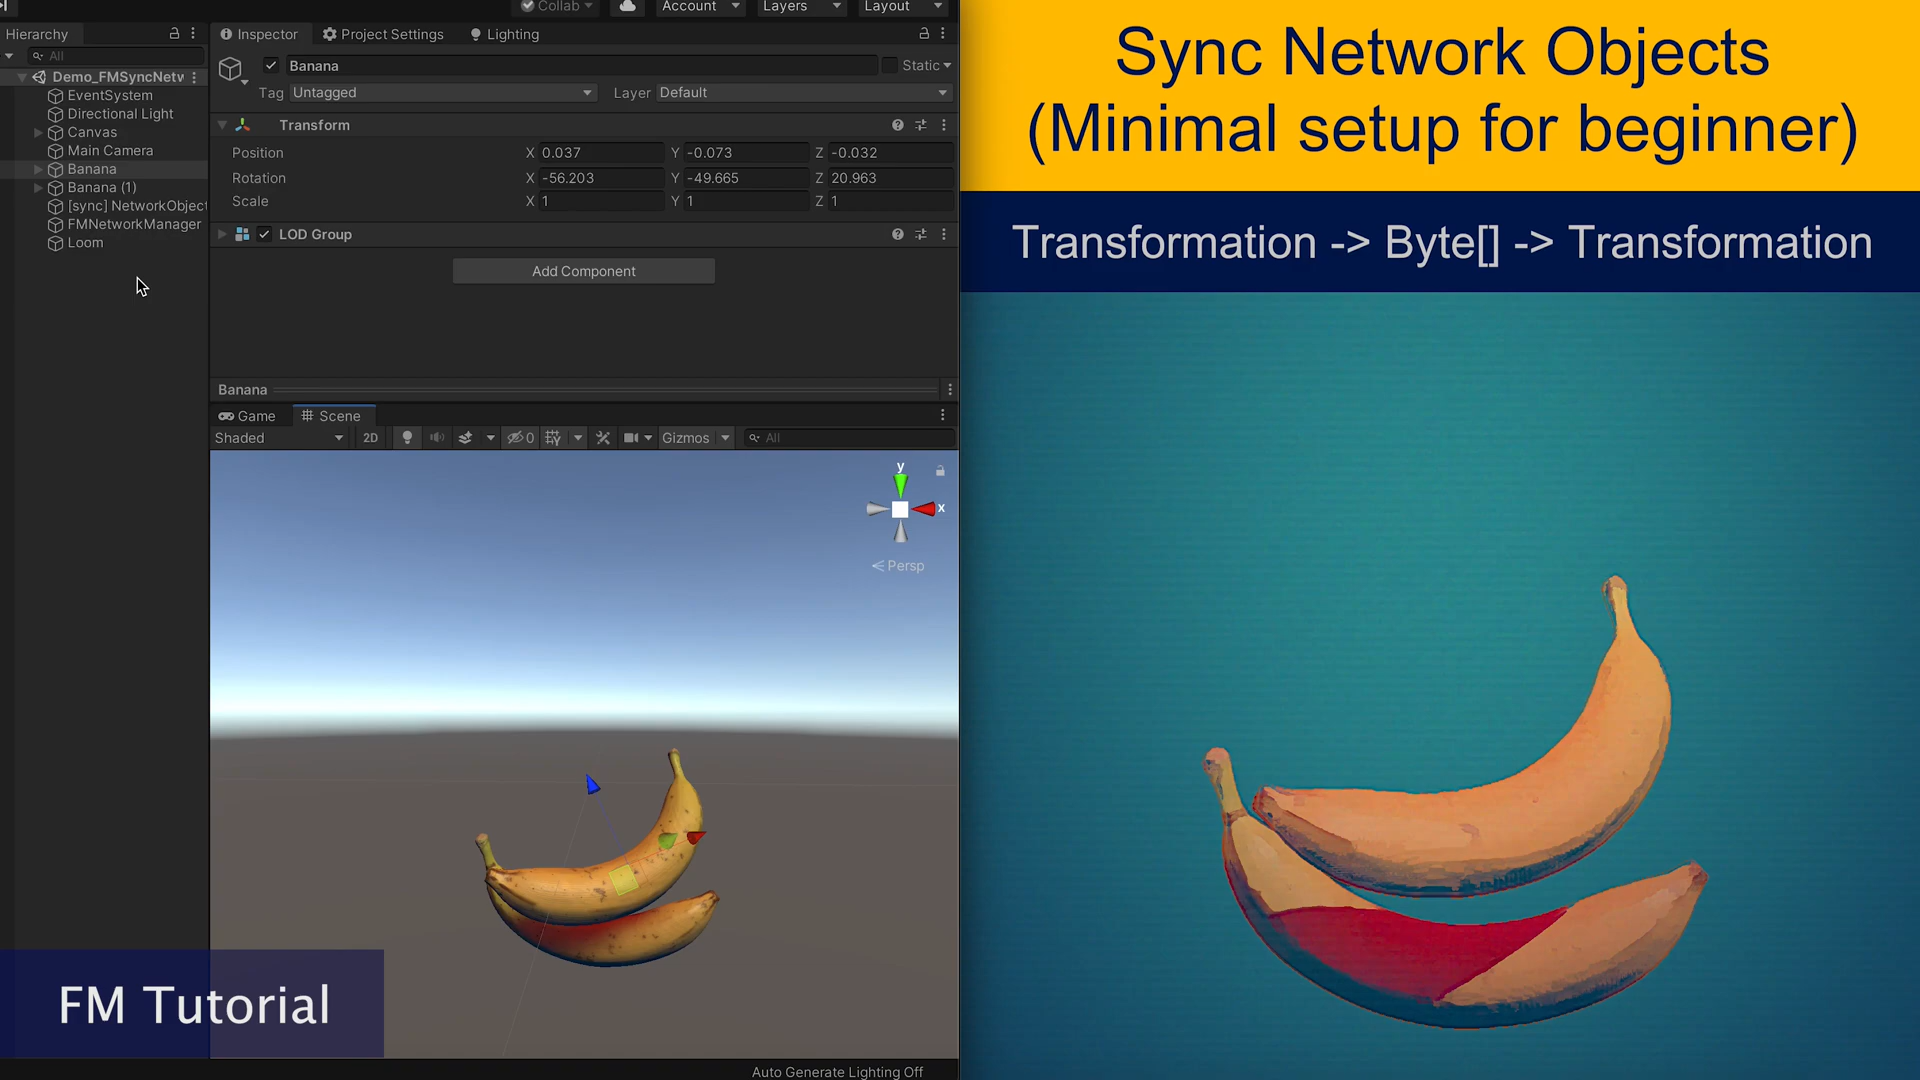 Collab
Account
Layers
Layout
Hierarchy
All
Demo_FMSyncNetw
EventSystem
Directional Light
Canvas
Main Camera
Banana
Banana (1)
[sync] NetworkObject
FMNetworkManager
Loom
Inspector
Project Settings
Lighting
Banana
Static
Tag Untagged
Layer Default
Transform
Position X 0.037 Y -0.073 Z -0.032
Rotation X -56.203 Y -49.665 Z 20.963
Scale X 1 Y 1 Z 1
LOD Group
Add Component
Banana
Game
Scene
Shaded
2D
0
Gizmos
All
y
x
Persp
FM Tutorial
Auto Generate Lighting Off
Sync Network Objects
(Minimal setup for beginner)
Transformation -> Byte[] -> Transformation